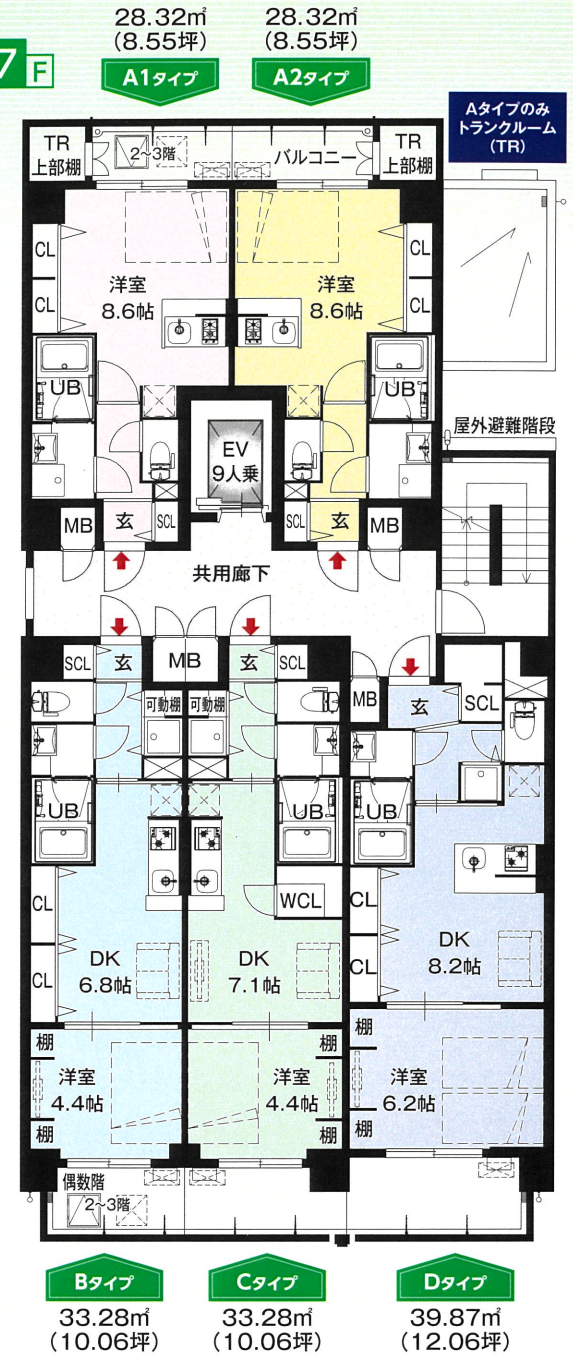 28.32㎡
(8.55坪)
28.32㎡
(8.55坪)
7 F
A1タイプ
A2タイプ
Aタイプのみ
トランクルーム
(TR)
TR
上部棚
2~3階
バルコニー
TR
上部棚
CL
CL
洋室
8.6帖
洋室
8.6帖
CL
CL
UB
UB
EV
9人乗
屋外避難階段
MB
玄
SCL
SCL
玄
MB
共用廊下
SCL
玄
MB
玄
SCL
MB
玄
SCL
可動棚
可動棚
UB
UB
UB
CL
CL
WCL
CL
CL
DK
6.8帖
DK
7.1帖
DK
8.2帖
棚
棚
棚
洋室
4.4帖
洋室
4.4帖
洋室
6.2帖
棚
棚
棚
偶数階
2~3階
Bタイプ
Cタイプ
Dタイプ
33.28㎡
(10.06坪)
33.28㎡
(10.06坪)
39.87㎡
(12.06坪)